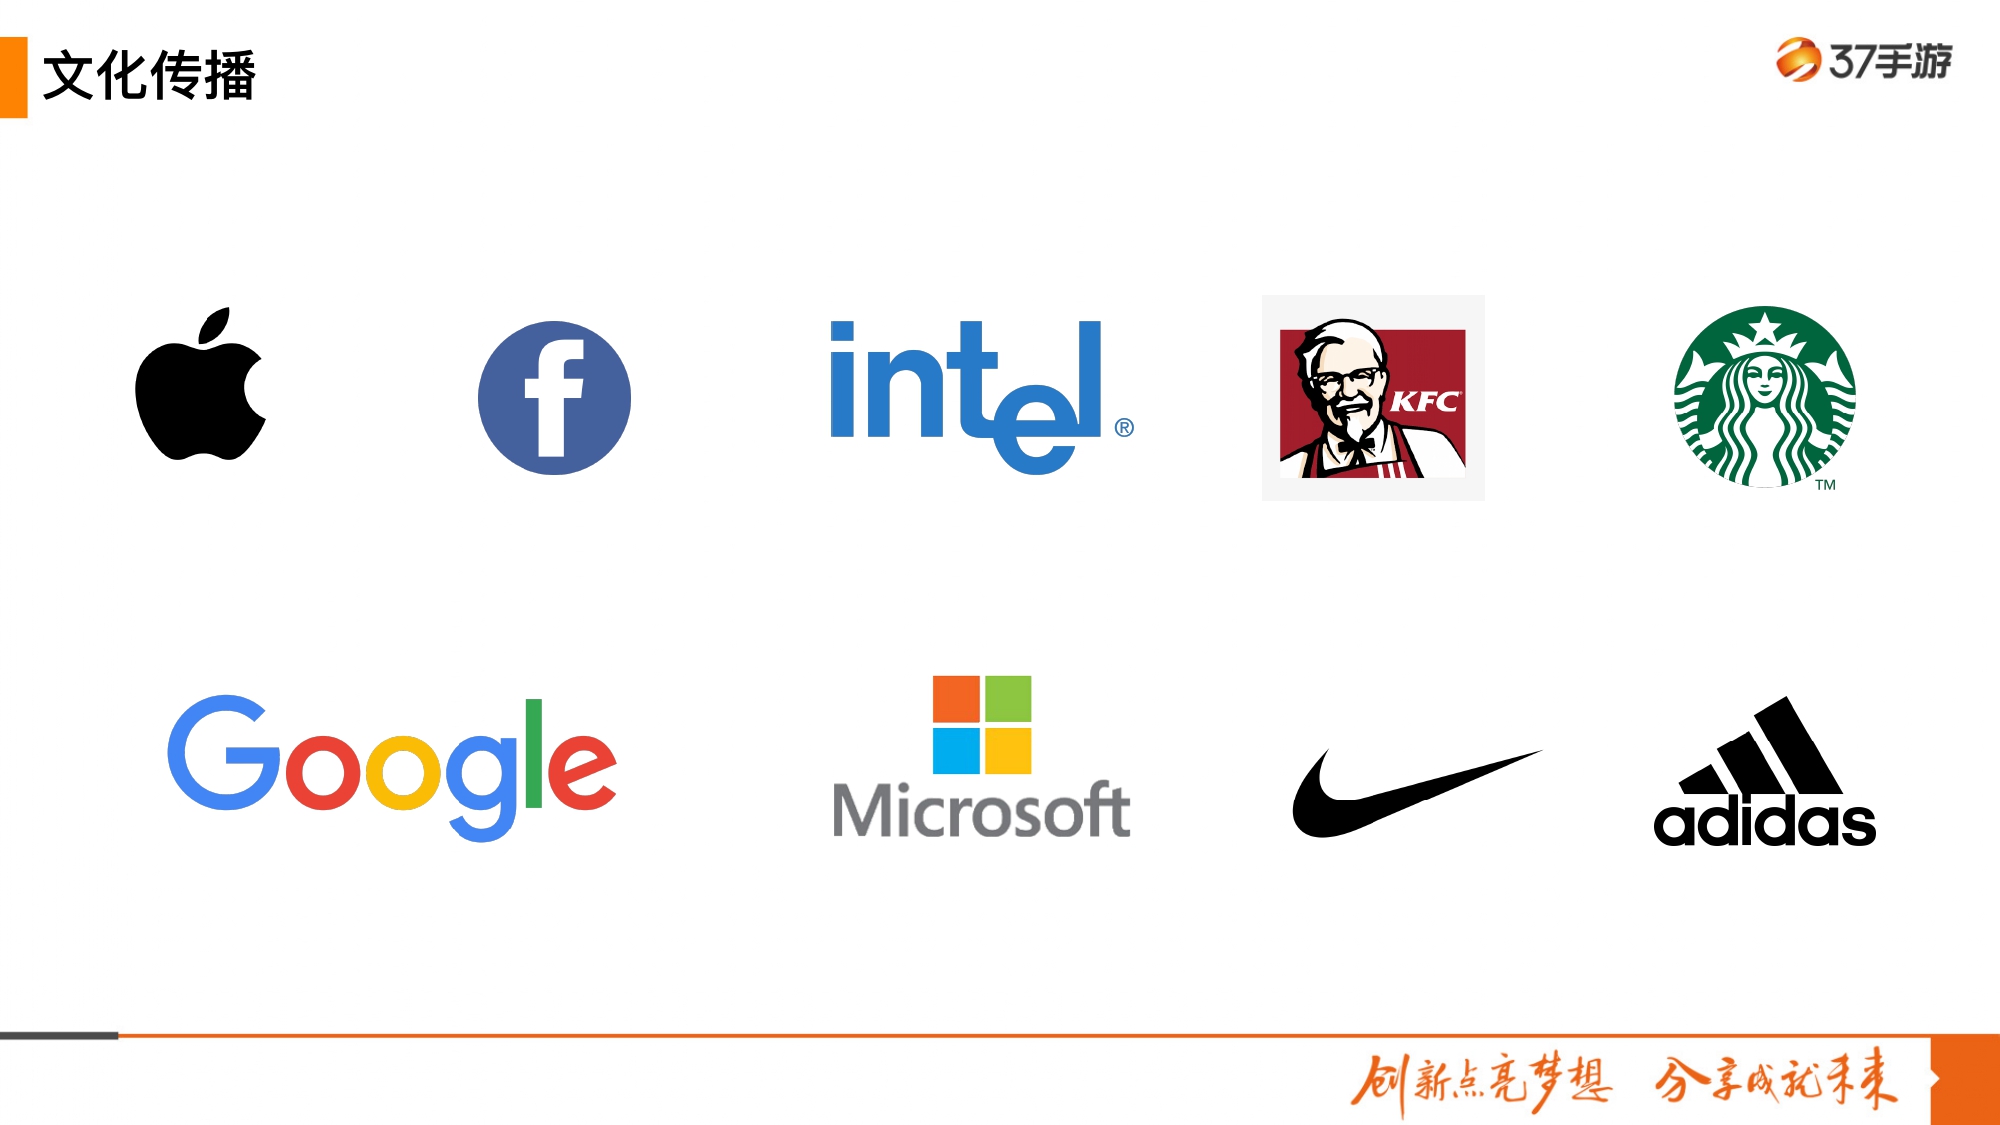 文化传播
37手游
f
intel®
KFC
TM
Google
Microsoft
adidas
创新点亮梦想 分享成就未来